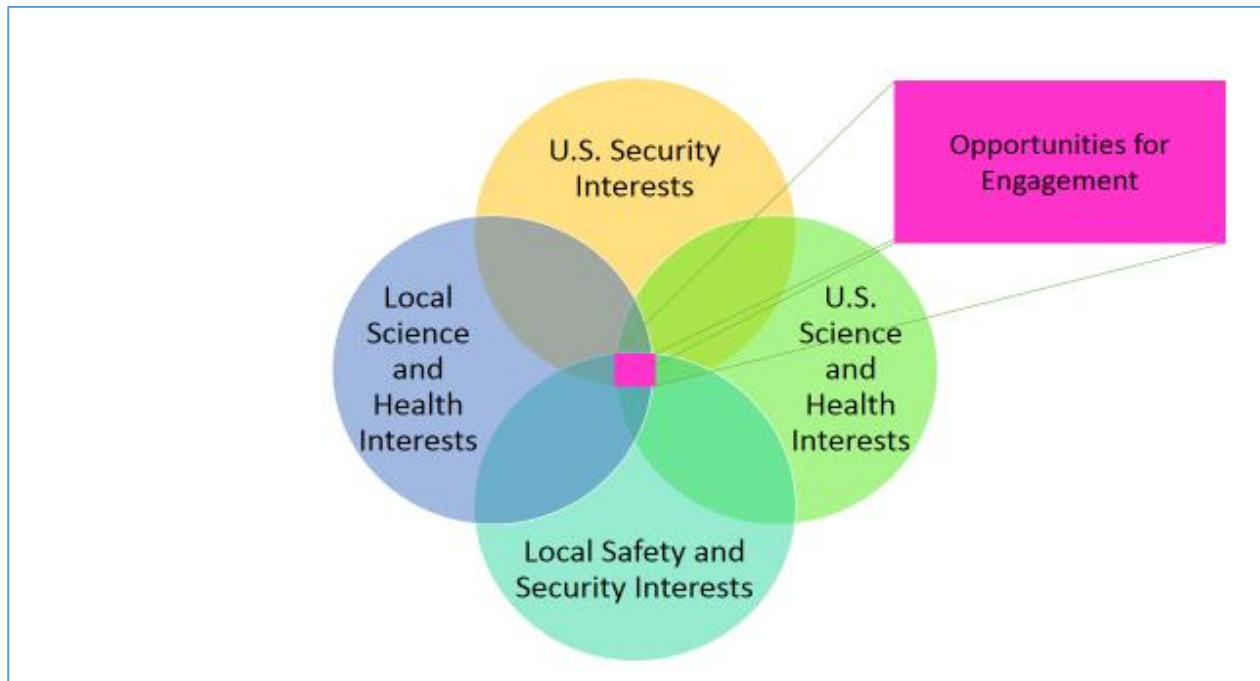 U.S. Security
Interests
Opportunities for
Engagement
Local
Science
and
Health
Interests
U.S.
Science
and
Health
Interests
Local Safety and
Security Interests